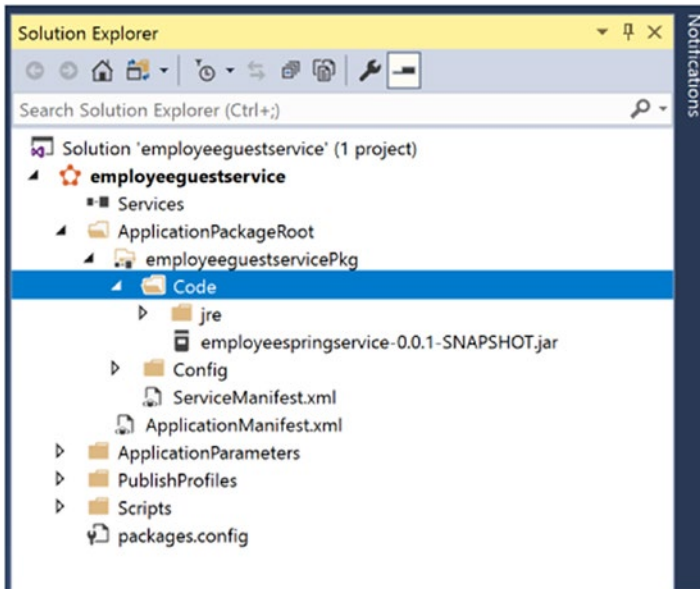 Solution Explorer
Search Solution Explorer (Ctrl+;)
Solution 'employeeguestservice' (1 project)
employeeguestservice
Services
ApplicationPackageRoot
employeeguestservicePkg
Code
jre
employeespringservice-0.0.1-SNAPSHOT.jar
Config
ServiceManifest.xml
ApplicationManifest.xml
ApplicationParameters
PublishProfiles
Scripts
packages.config
Notifications